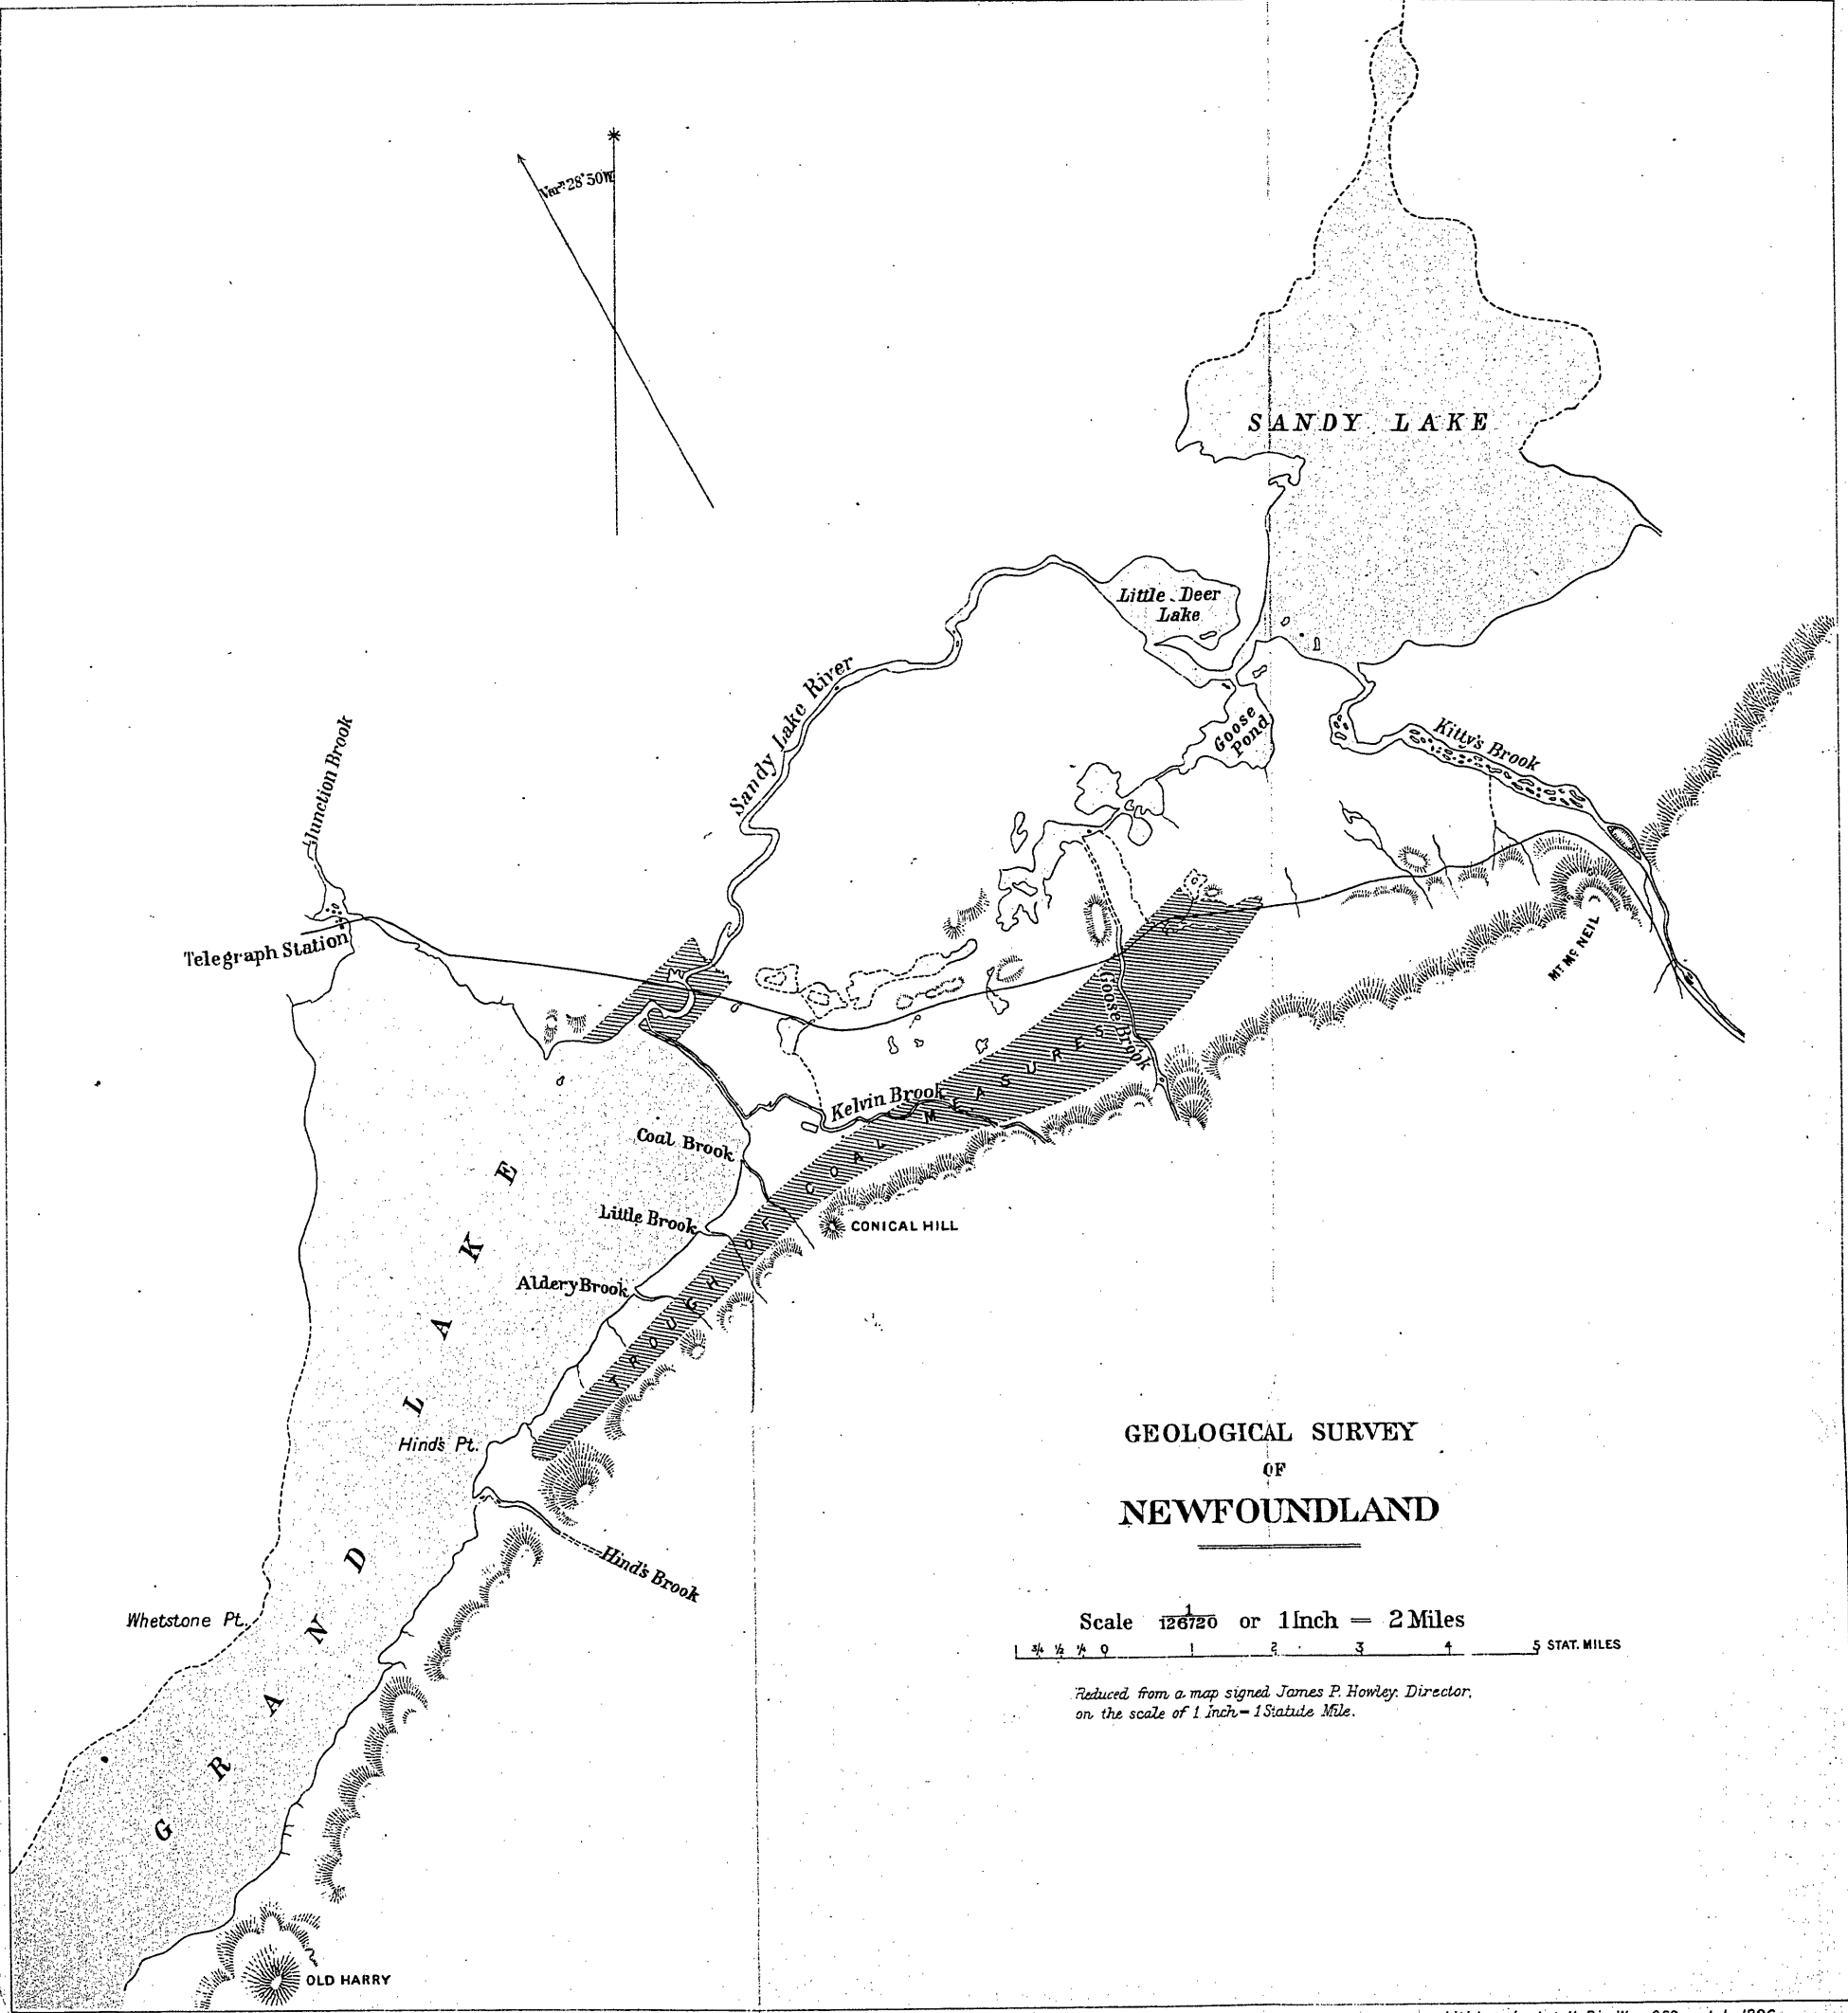 Varn. 28°50'W
SANDY LAKE
Little Deer
Lake
Sandy Lake River
Goose
Pond
Kitty's Brook
Junction Brook
Telegraph Station
MT McNEIL
Goose Brook
Kelvin Brook
TROUGH OF COAL MEASURES
Coal Brook
Little Brook
CONICAL HILL
Aldery Brook
GRAND LAKE
Hind's Pt.
Hind's Brook
Whetstone Pt.
OLD HARRY
GEOLOGICAL SURVEY
OF
NEWFOUNDLAND
Scale 1/126720 or 1 Inch = 2 Miles
1 3/4 1/2 1/4 0 1 2 3 4 5 STAT. MILES
Reduced from a map signed James P. Howley. Director,
on the scale of 1 Inch = 1 Statute Mile.